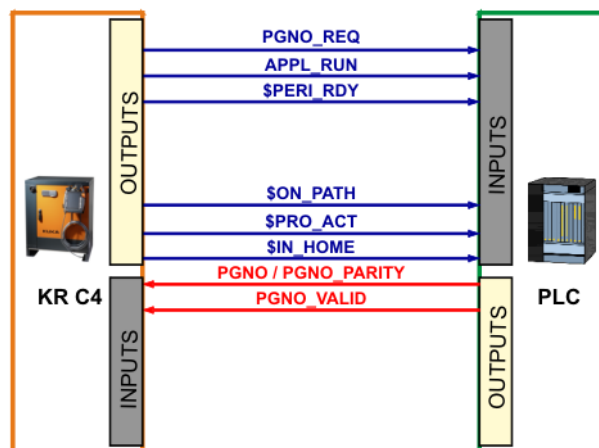 PGNO_REQ
APPL_RUN
$PERI_RDY
OUTPUTS
INPUTS
$ON_PATH
$PRO_ACT
$IN_HOME
PGNO / PGNO_PARITY
KR C4
PGNO_VALID
PLC
INPUTS
OUTPUTS